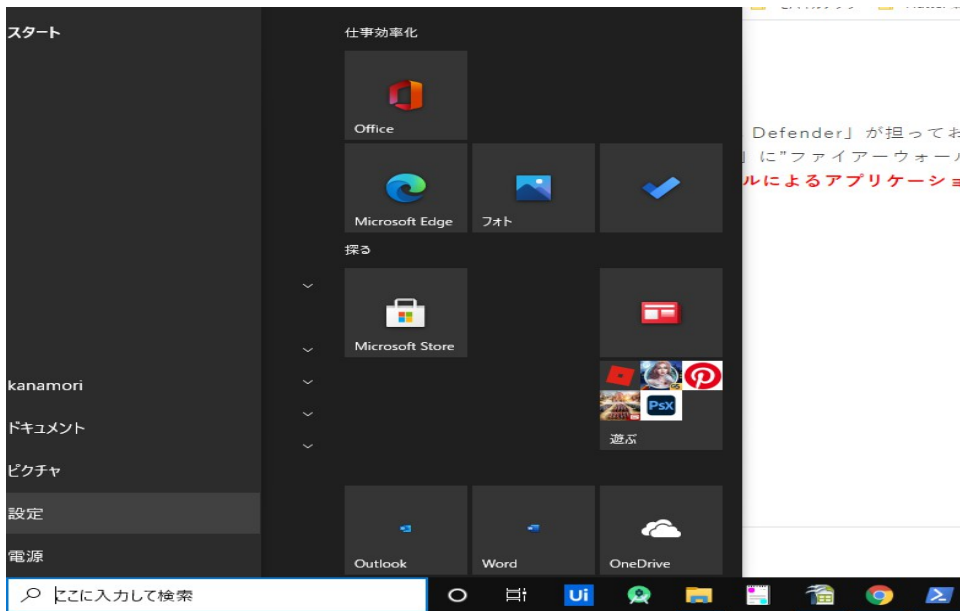 スタート
仕事効率化
Office
Microsoft Edge
フォト
探る
Microsoft Store
PsX
遊ぶ
kanamori
ドキュメント
ピクチャ
設定
電源
Outlook
Word
OneDrive
ここに入力して検索
Ui
Defender」が担ってお
」に"ファイアーウォール
ルによるアプリケーショ